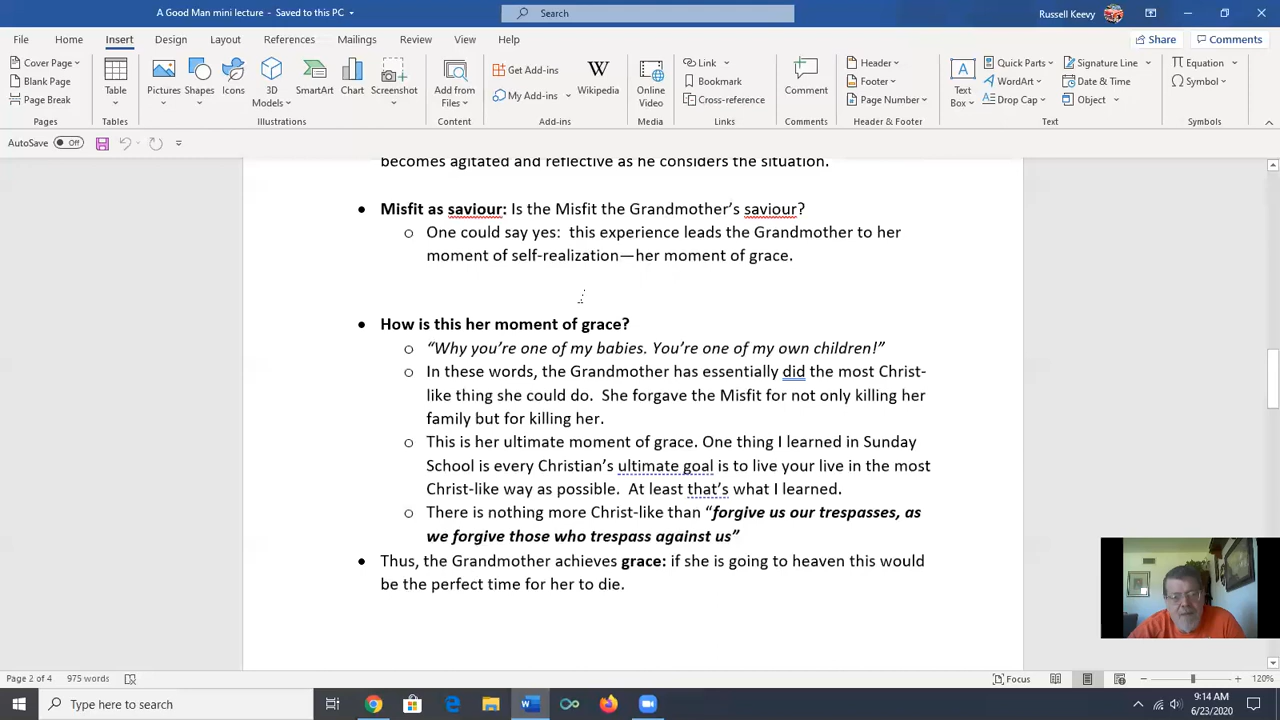 A Good Man mini lecture - Saved to this PC
Search
Russell Keevy
File Home Insert Design Layout References Mailings Review View Help
Share Comments
Cover Page
Blank Page
Page Break
Pages
Table
Tables
Pictures Shapes Icons 3D Models SmartArt Chart Screenshot
Illustrations
Add from Files
Content
Get Add-ins
My Add-ins
Wikipedia
Add-ins
Online Video
Media
Link
Bookmark
Cross-reference
Links
Comment
Comments
Header
Footer
Page Number
Header & Footer
Text Box
Quick Parts
WordArt
Drop Cap
Signature Line
Date & Time
Object
Text
Equation
Symbol
Symbols
AutoSave Off
becomes agitated and reflective as he considers the situation.
• Misfit as saviour: Is the Misfit the Grandmother's saviour?
o One could say yes: this experience leads the Grandmother to her
moment of self-realization—her moment of grace.
• How is this her moment of grace?
o “Why you’re one of my babies. You’re one of my own children!”
o In these words, the Grandmother has essentially did the most Christ-
like thing she could do. She forgave the Misfit for not only killing her
family but for killing her.
o This is her ultimate moment of grace. One thing I learned in Sunday
School is every Christian’s ultimate goal is to live your live in the most
Christ-like way as possible. At least that’s what I learned.
o There is nothing more Christ-like than “forgive us our trespasses, as
we forgive those who trespass against us”
• Thus, the Grandmother achieves grace: if she is going to heaven this would
be the perfect time for her to die.
Page 2 of 4 975 words
Focus
120%
Type here to search
9:14 AM
6/23/2020